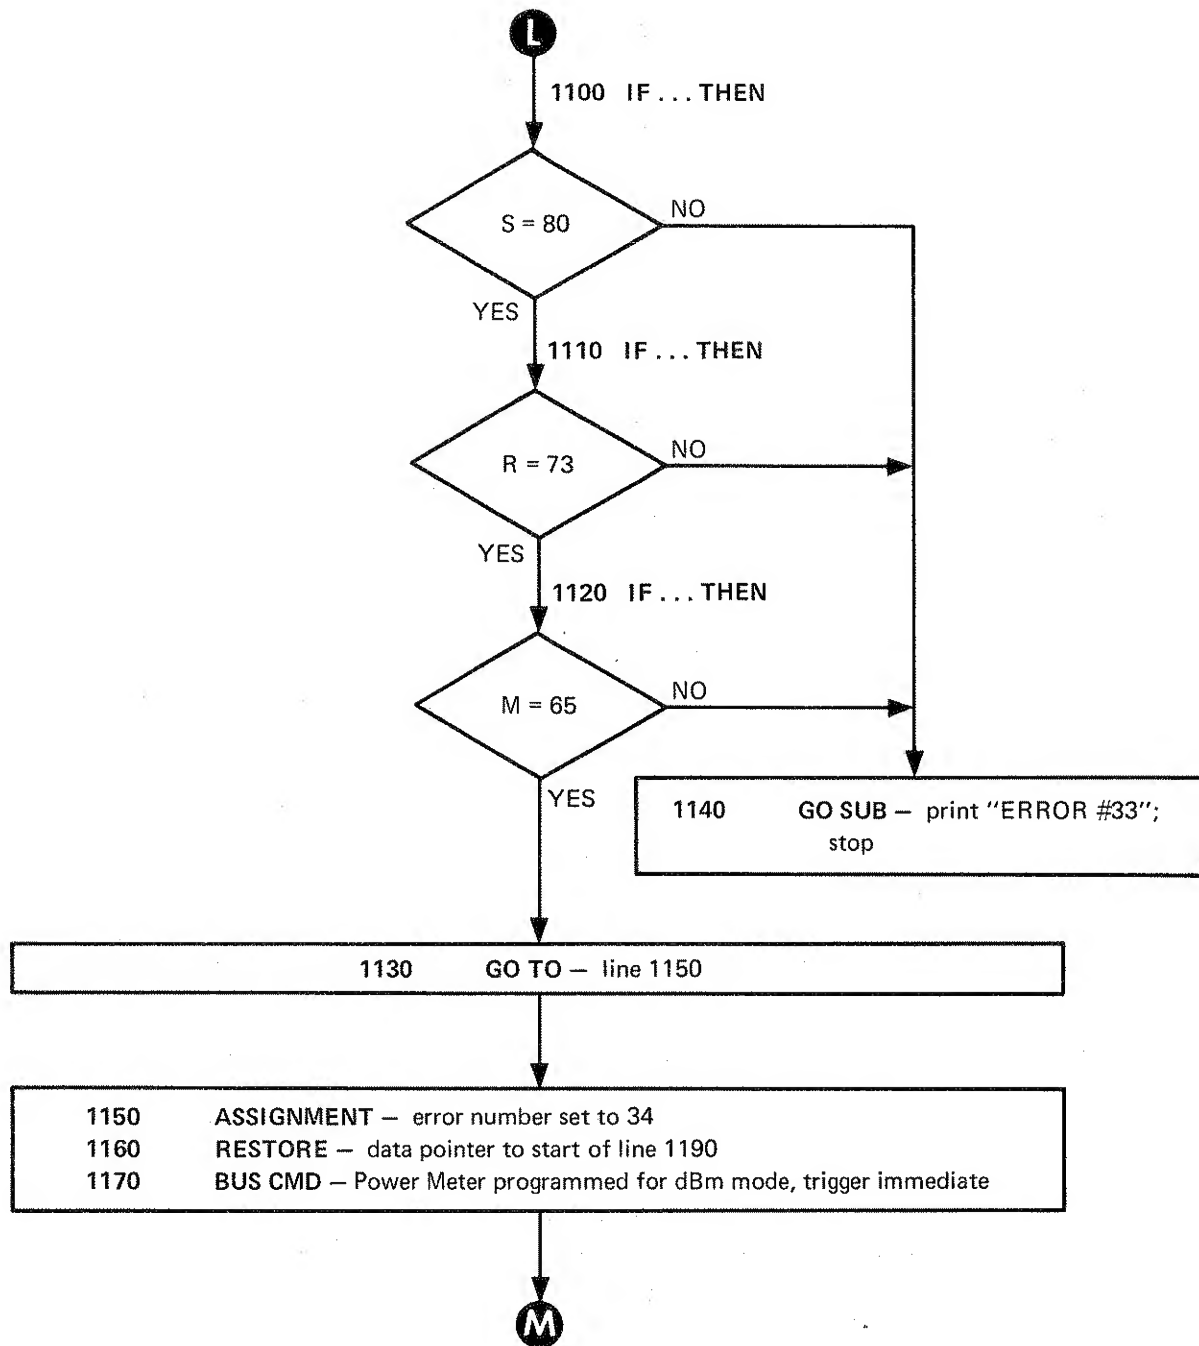 L
1100 IF . . . THEN
S = 80
NO
YES
1110 IF . . . THEN
R = 73
NO
YES
1120 IF . . . THEN
M = 65
NO
YES
1140 GO SUB — print “ERROR #33”;
stop
1130 GO TO — line 1150
1150 ASSIGNMENT — error number set to 34
1160 RESTORE — data pointer to start of line 1190
1170 BUS CMD — Power Meter programmed for dBm mode, trigger immediate
M